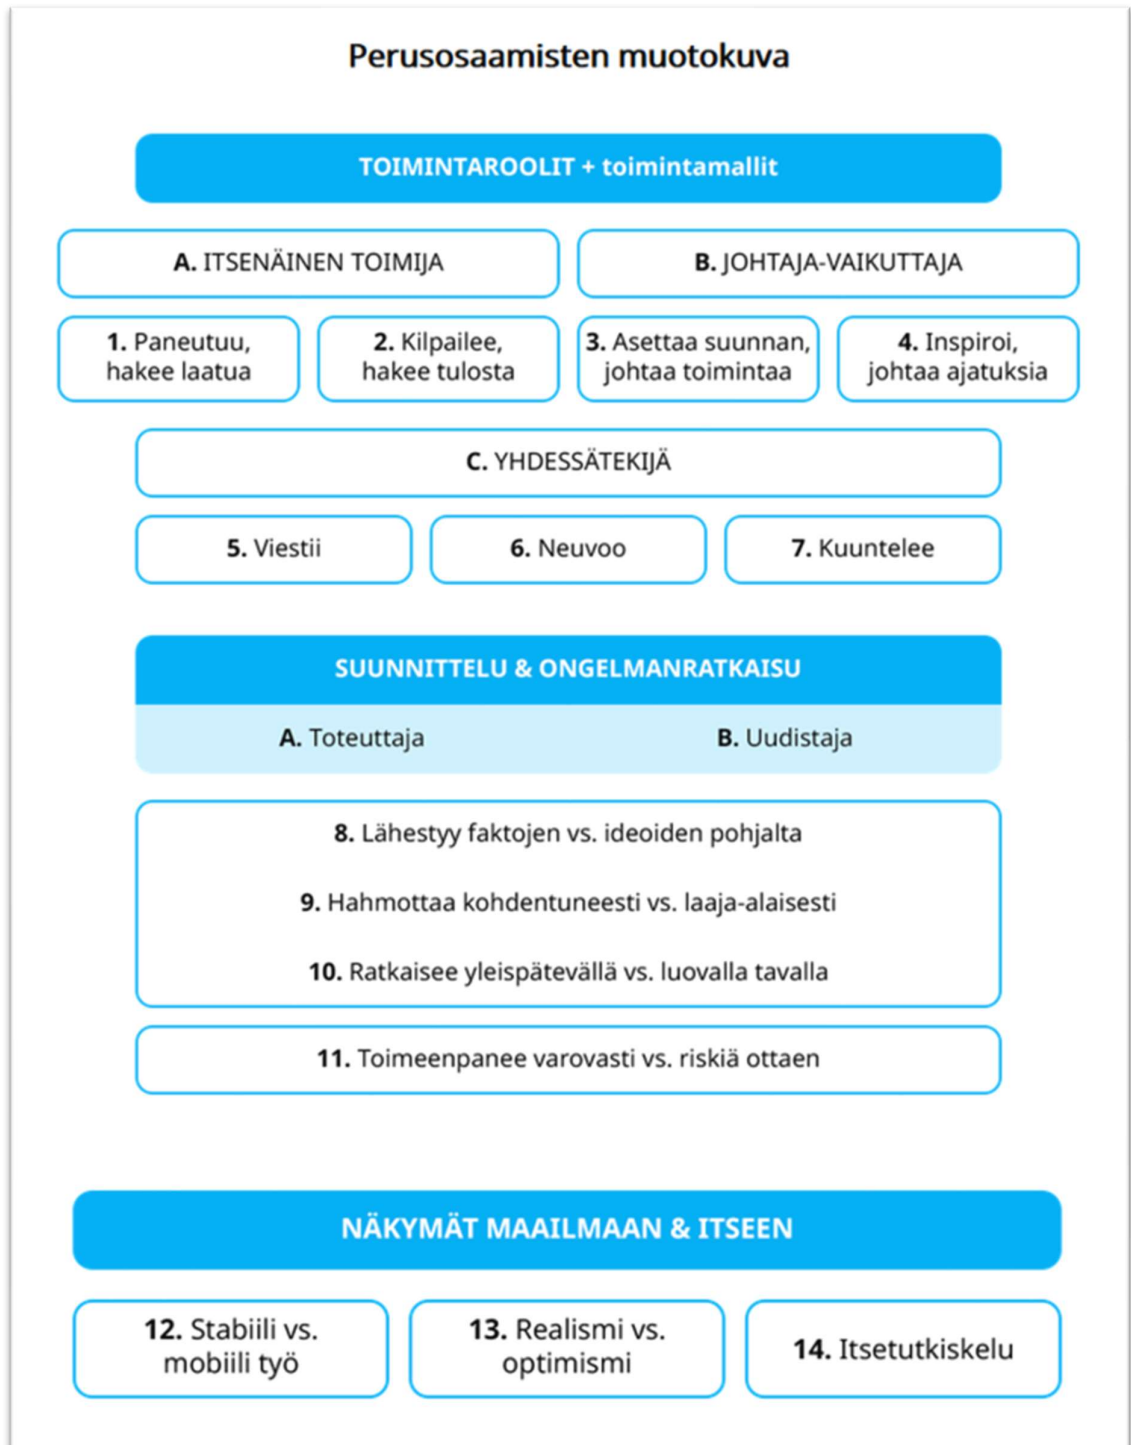 Perusosaamisten muotokuva
TOIMINTAROOLIT + toimintamallit
A. ITSENÄINEN TOIMIJA
B. JOHTAJA-VAIKUTTAJA
1. Paneutuu,
hakee laatua
2. Kilpailee,
hakee tulosta
3. Asettaa suunnan,
johtaa toimintaa
4. Inspiroi,
johtaa ajatuksia
C. YHDESSÄTEKIJÄ
5. Viestii
6. Neuvoo
7. Kuuntelee
SUUNNITTELU & ONGELMANRATKAISU
A. Toteuttaja
B. Uudistaja
8. Lähestyy faktojen vs. ideoiden pohjalta
9. Hahmottaa kohdentuneesti vs. laaja-alaisesti
10. Ratkaisee yleispätevällä vs. luovalla tavalla
11. Toimeenpanee varovasti vs. riskiä ottaen
NÄKYMÄT MAAILMAAN & ITSEEN
12. Stabiili vs.
mobiili työ
13. Realismi vs.
optimismi
14. Itsetutkiskelu